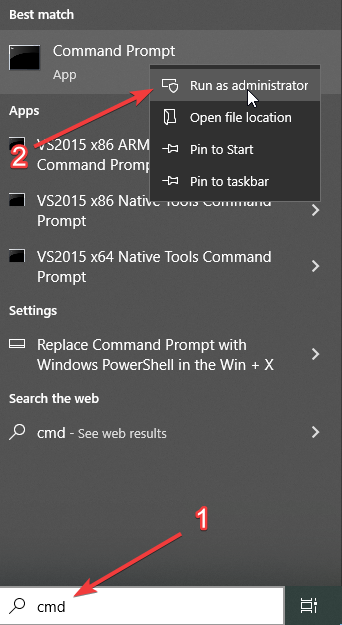 Best match
Command Prompt
App
Run as administrator
Open file location
Pin to Start
Pin to taskbar
Apps
2
VS2015 x86 ARM
Command Prom
VS2015 x86 Native Tools Command
Prompt
VS2015 x64 Native Tools Command
Prompt
Settings
Replace Command Prompt with
Windows PowerShell in the Win + X
Search the web
cmd - See web results
1
cmd